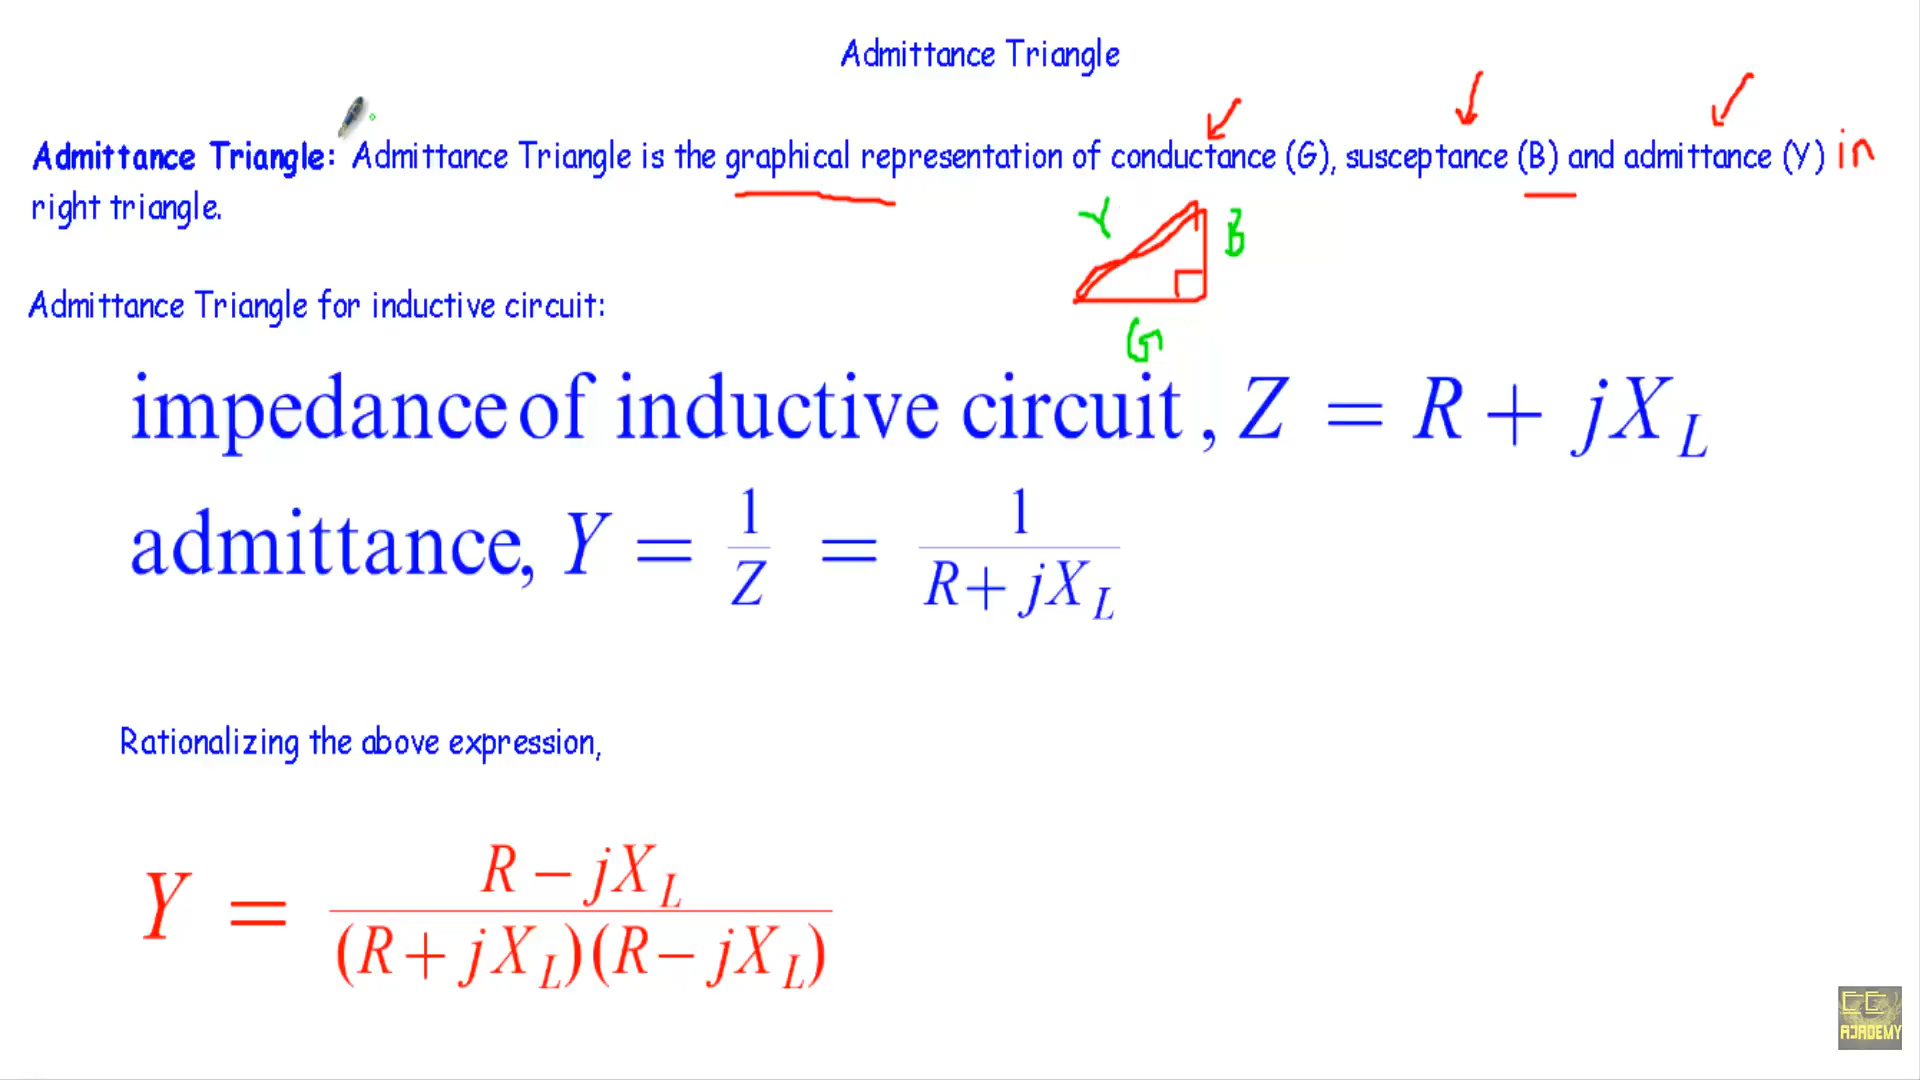 Admittance Triangle
Admittance Triangle: Admittance Triangle is the graphical representation of conductance (G), susceptance (B) and admittance (Y) in
right triangle.
Y B
G
Admittance Triangle for inductive circuit:
impedance of inductive circuit, Z = R + jX_L
admittance, Y = 1/Z = 1/(R + jX_L)
Rationalizing the above expression,
Y = (R − jX_L)/((R + jX_L)(R − jX_L))
EE
ACADEMY